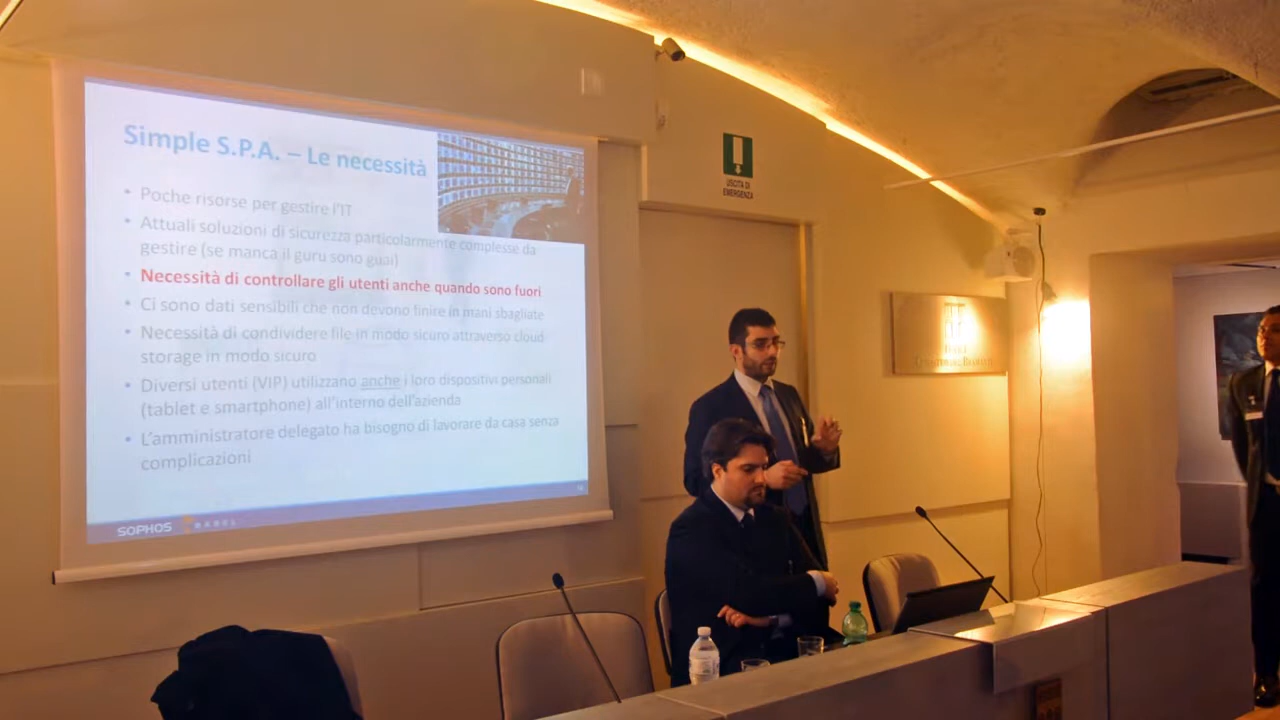 Simple S.P.A. – Le necessità
• Poche risorse per gestire l'IT
• Attuali soluzioni di sicurezza particolarmente complesse da
gestire (se manca il guru sono guai)
• Necessità di controllare gli utenti anche quando sono fuori
• Ci sono dati sensibili che non devono finire in mani sbagliate
• Necessità di condividere file in modo sicuro attraverso cloud
storage in modo sicuro
• Diversi utenti (VIP) utilizzano anche i loro dispositivi personali
(tablet e smartphone) all'interno dell'azienda
• L'amministratore delegato ha bisogno di lavorare da casa senza
complicazioni
SOPHOS BABEL
USCITA DI
EMERGENZA